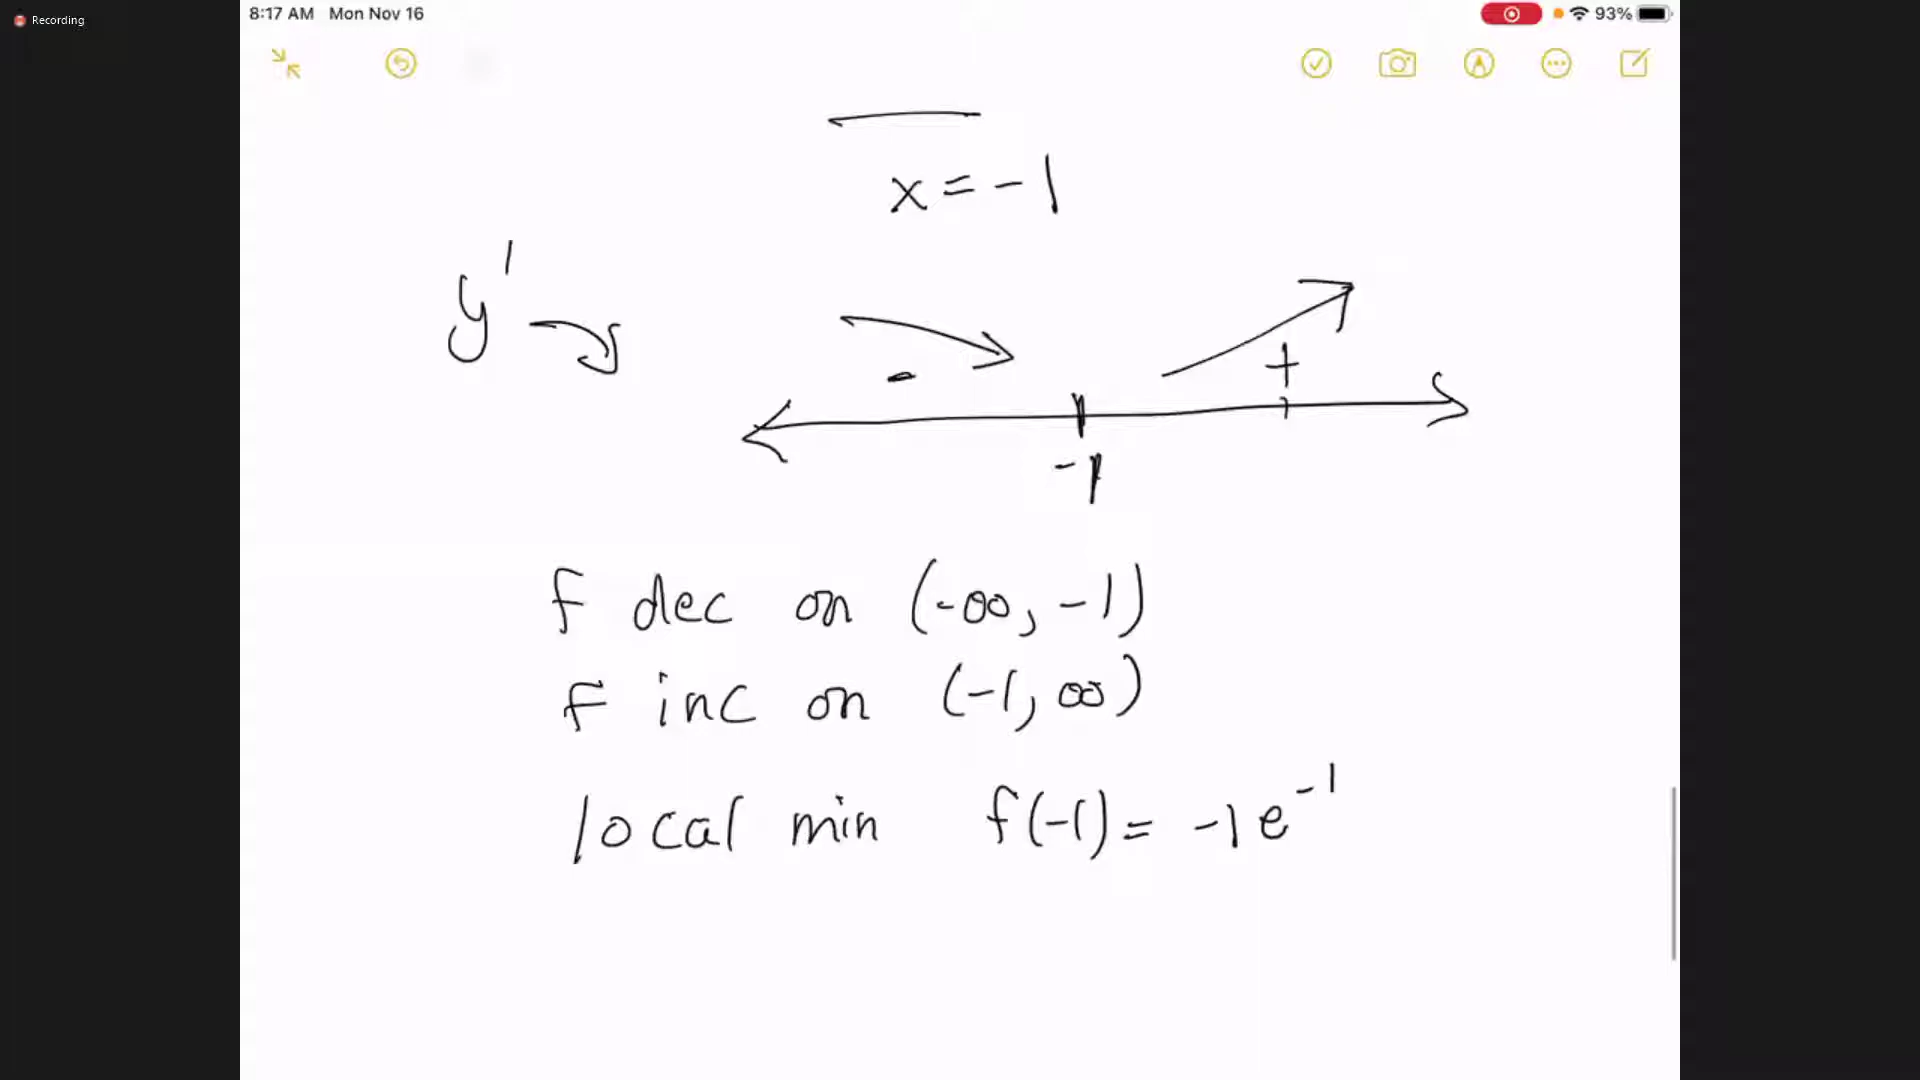 Recording
8:17 AM Mon Nov 16 93%
x = -1
y'
- +
-1
f dec on (-∞, -1)
f inc on (-1, ∞)
local min f(-1) = -1e^-1